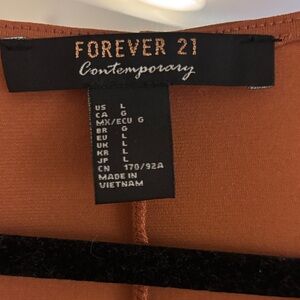 FOREVER 21
Contemporary
US L
CA G
MX/ECU G
BR G
EU L
UK L
KR L
JP L
CN 170/92A
MADE IN
VIETNAM